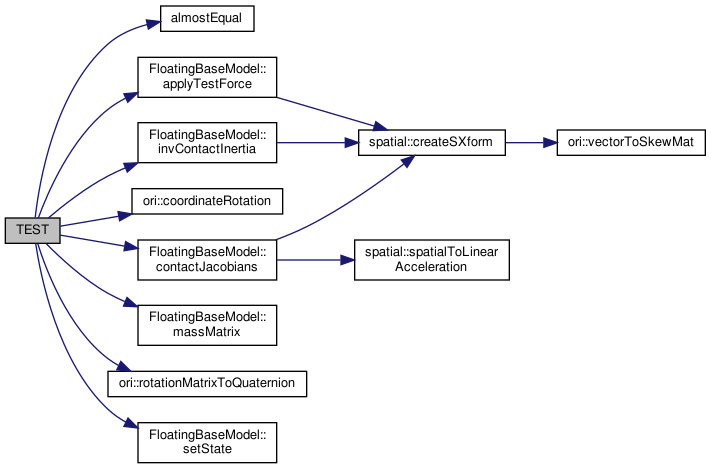 almostEqual
FloatingBaseModel::
applyTestForce
FloatingBaseModel::
invContactInertia
spatial::createSXform
ori::vectorToSkewMat
ori::coordinateRotation
TEST
FloatingBaseModel::
contactJacobians
spatial::spatialToLinear
Acceleration
FloatingBaseModel::
massMatrix
ori::rotationMatrixToQuaternion
FloatingBaseModel::
setState